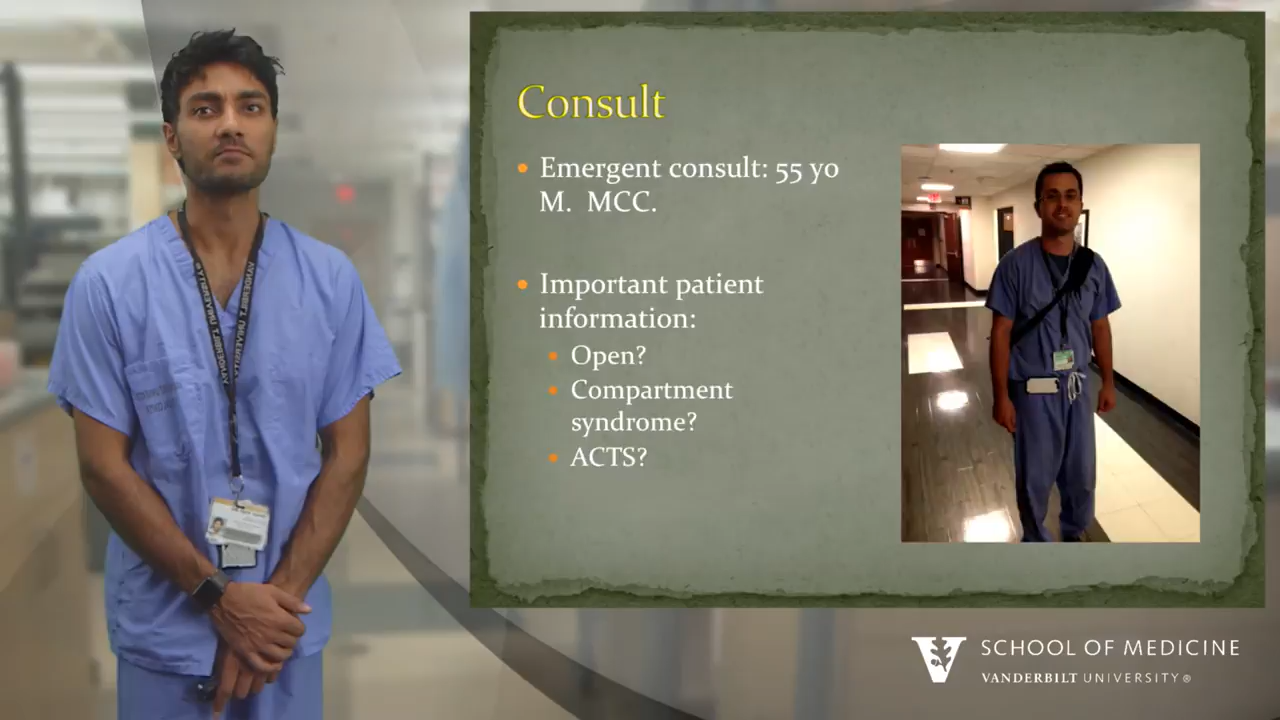 Consult
• Emergent consult: 55 yo
M.  MCC.
• Important patient
information:
• Open?
• Compartment
syndrome?
• ACTS?
V
SCHOOL OF MEDICINE
VANDERBILT UNIVERSITY®